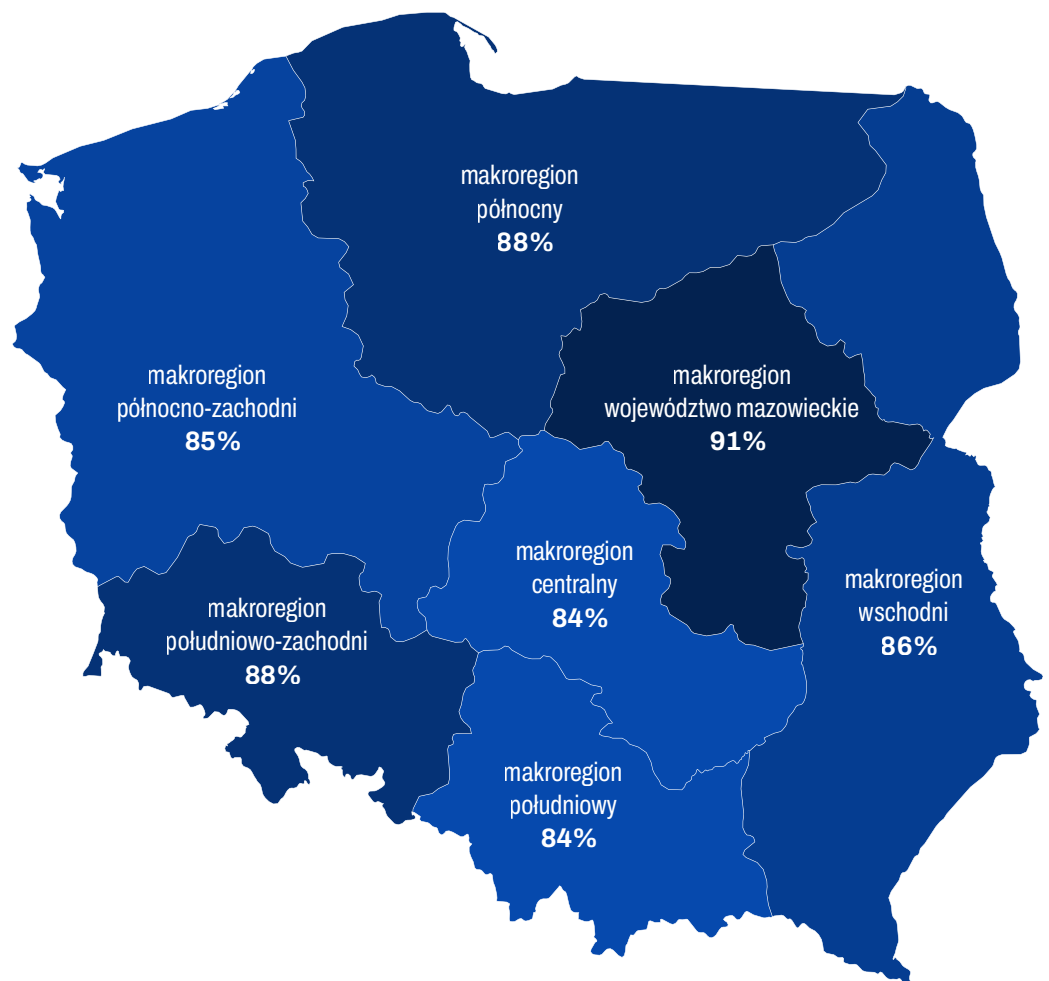 makroregion
północny
88%
makroregion
północno-zachodni
85%
makroregion
województwo mazowieckie
91%
makroregion
centralny
84%
makroregion
wschodni
86%
makroregion
południowo-zachodni
88%
makroregion
południowy
84%